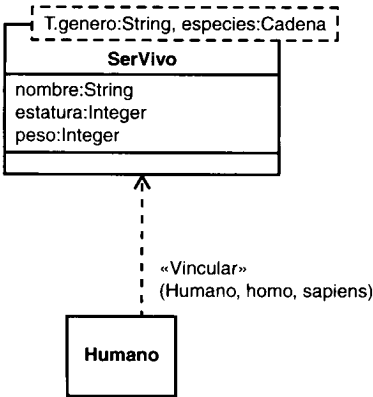 T.genero:String, especies:Cadena
SerVivo
nombre:String
estatura:Integer
peso:Integer
«Vincular»
(Humano, homo, sapiens)
Humano